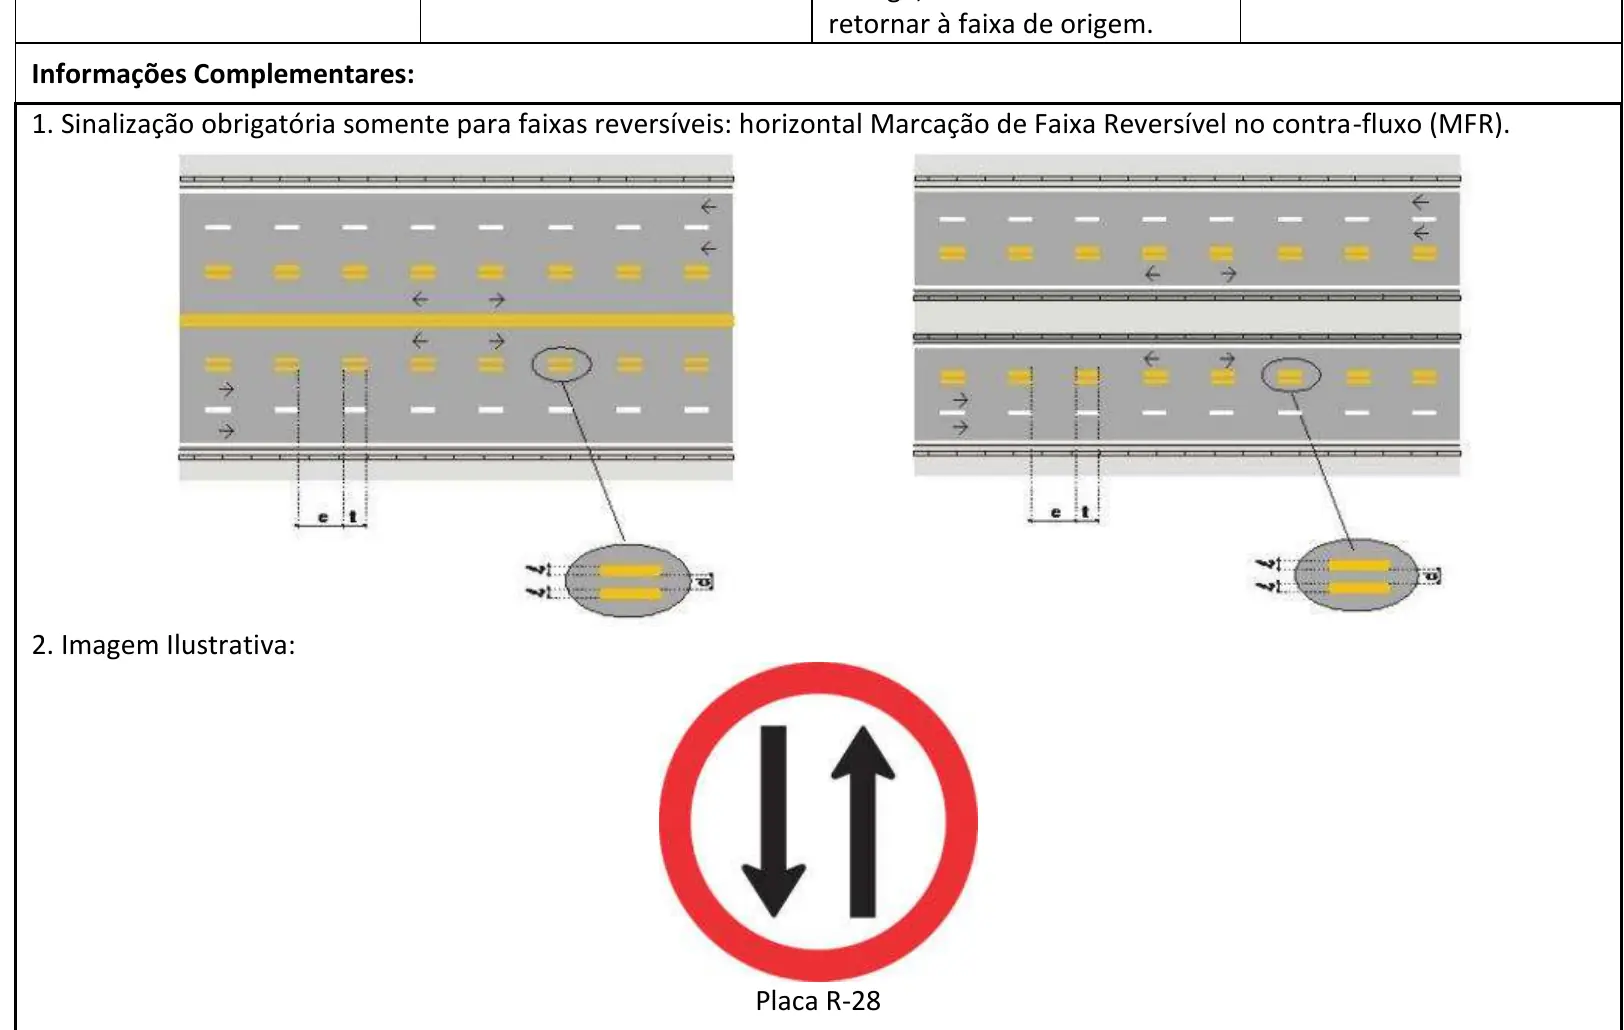 retornar à faixa de origem.
Informações Complementares:
1. Sinalização obrigatória somente para faixas reversíveis: horizontal Marcação de Faixa Reversível no contra-fluxo (MFR).
e t
e t
d
d
2. Imagem Ilustrativa:
Placa R-28